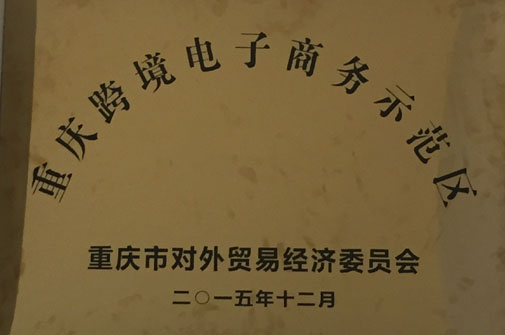 重庆跨境电子商务示范区
重庆市对外贸易经济委员会
二〇一五年十二月